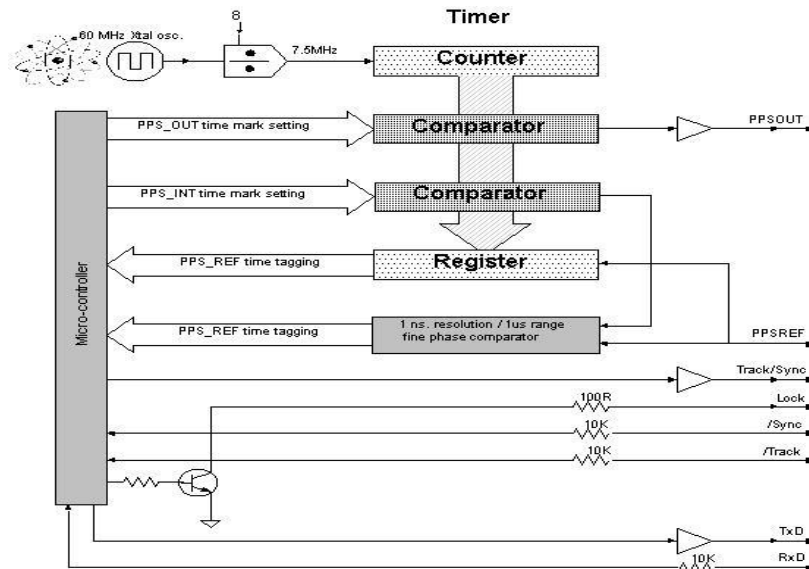 Timer
8
60 MHz Xtal osc.
7.5MHz
Counter
PPS_OUT time mark setting
Comparator
PPSOUT
PPS_INT time mark setting
Comparator
PPS_REF time tagging
Register
Micro-controller
PPS_REF time tagging
1 ns. resolution / 1us range
fine phase comparator
PPSREF
Track/Sync
100R
Lock
10K
/Sync
10K
/Track
TxD
10K
RxD